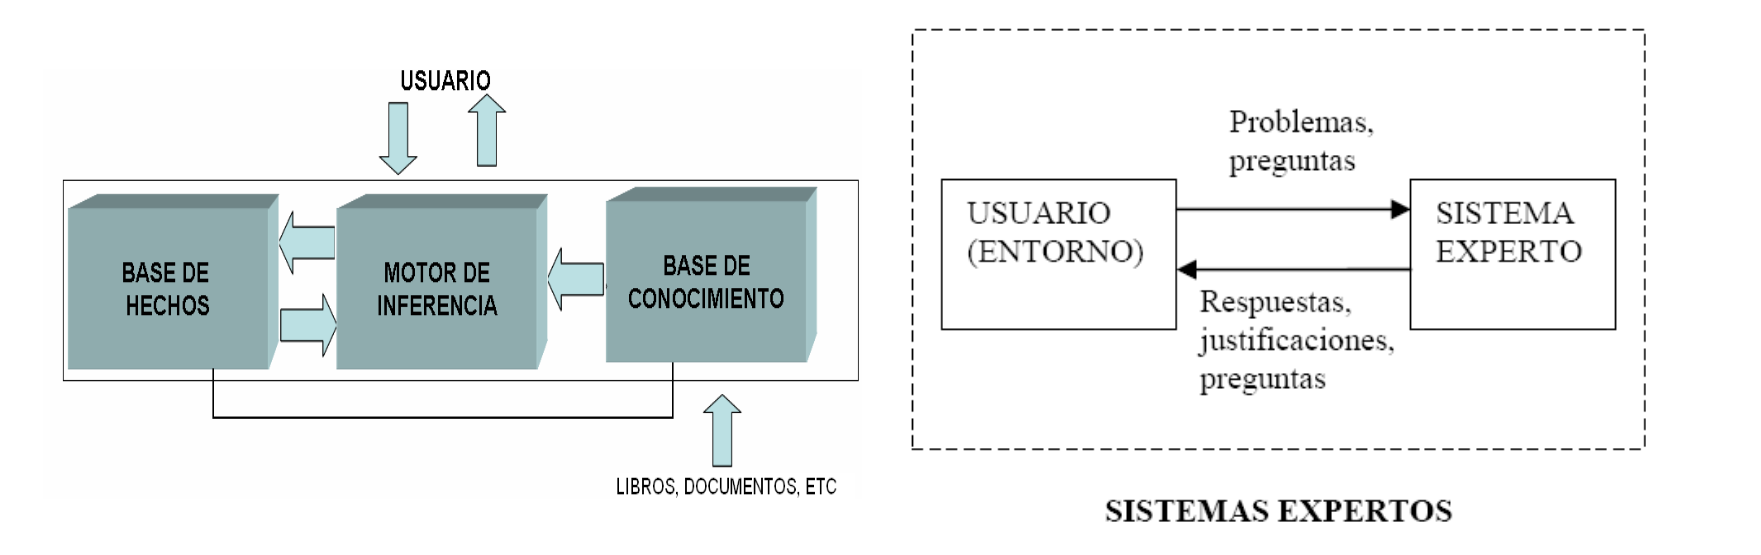 USUARIO
BASE DE
HECHOS
MOTOR DE
INFERENCIA
BASE DE
CONOCIMIENTO
LIBROS, DOCUMENTOS, ETC
Problemas,
preguntas
USUARIO
(ENTORNO)
SISTEMA
EXPERTO
Respuestas,
justificaciones,
preguntas
SISTEMAS EXPERTOS